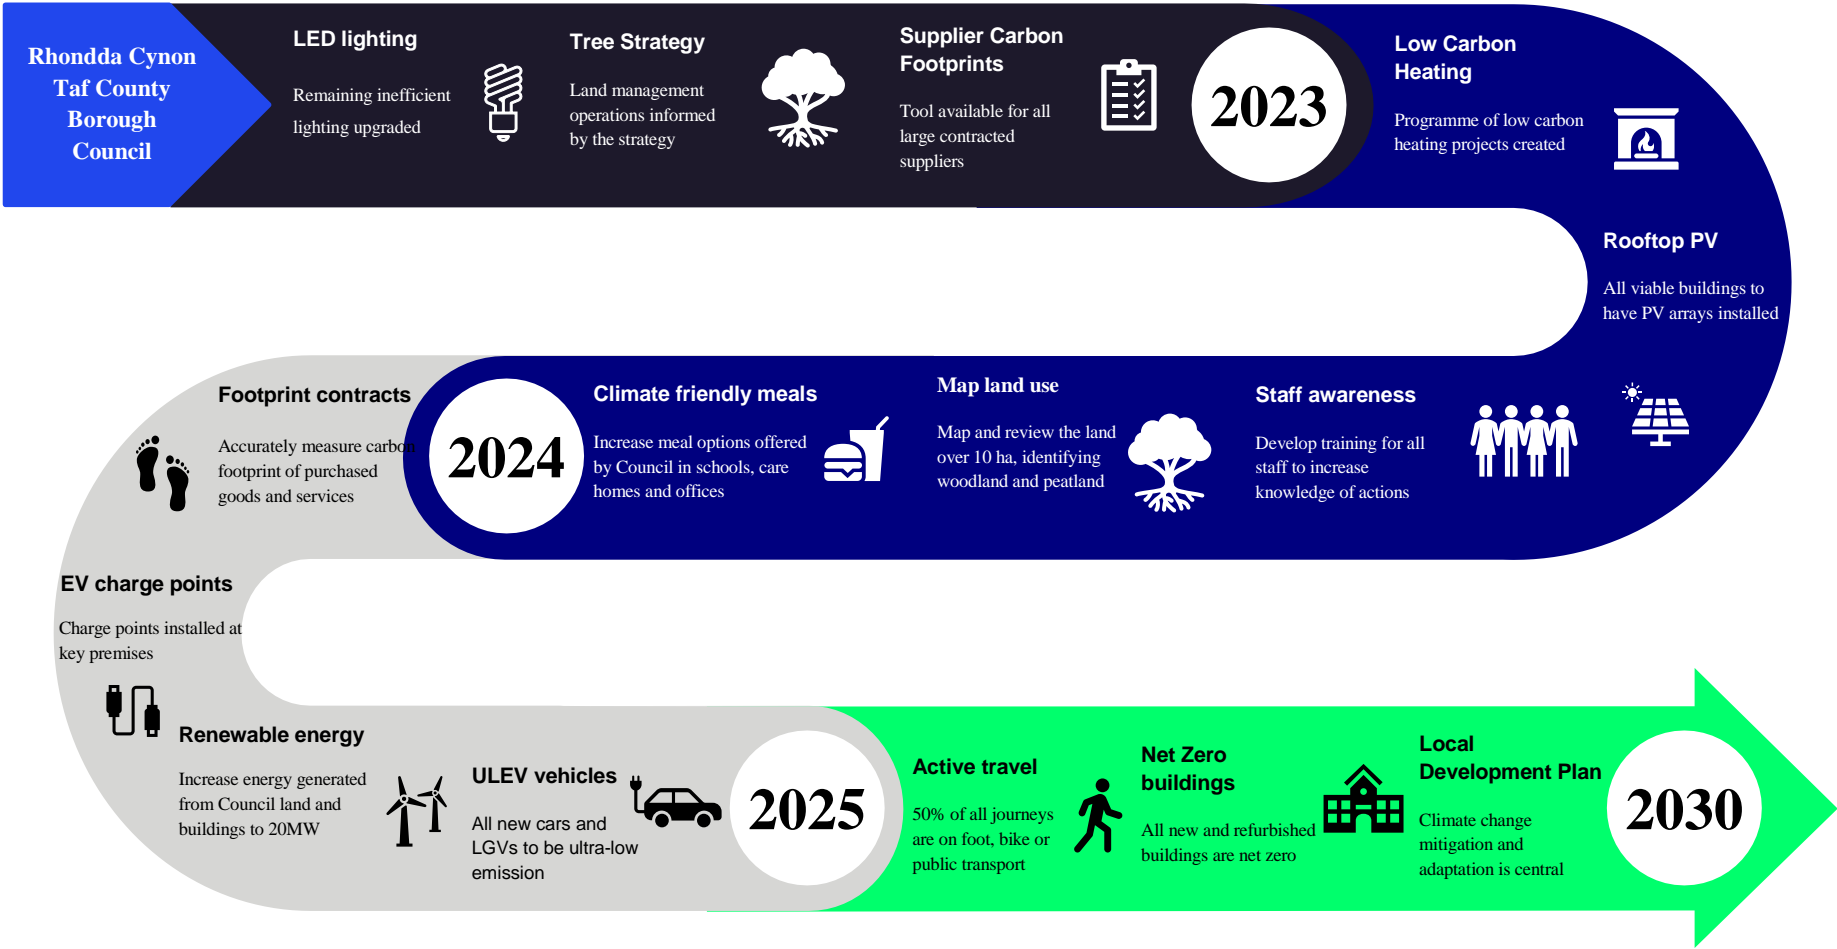 Rhondda Cynon
Taf County
Borough
Council
LED lighting
Remaining inefficient
lighting upgraded
Tree Strategy
Land management
operations informed
by the strategy
Supplier Carbon
Footprints
Tool available for all
large contracted
suppliers
2023
Low Carbon
Heating
Programme of low carbon
heating projects created
Rooftop PV
All viable buildings to
have PV arrays installed
Staff awareness
Develop training for all
staff to increase
knowledge of actions
Map land use
Map and review the land
over 10 ha, identifying
woodland and peatland
Climate friendly meals
Increase meal options offered
by Council in schools, care
homes and offices
2024
Footprint contracts
Accurately measure carbon
footprint of purchased
goods and services
EV charge points
Charge points installed at
key premises
Renewable energy
Increase energy generated
from Council land and
buildings to 20MW
ULEV vehicles
All new cars and
LGVs to be ultra-low
emission
2025
Active travel
50% of all journeys
are on foot, bike or
public transport
Net Zero
buildings
All new and refurbished
buildings are net zero
Local
Development Plan
Climate change
mitigation and
adaptation is central
2030